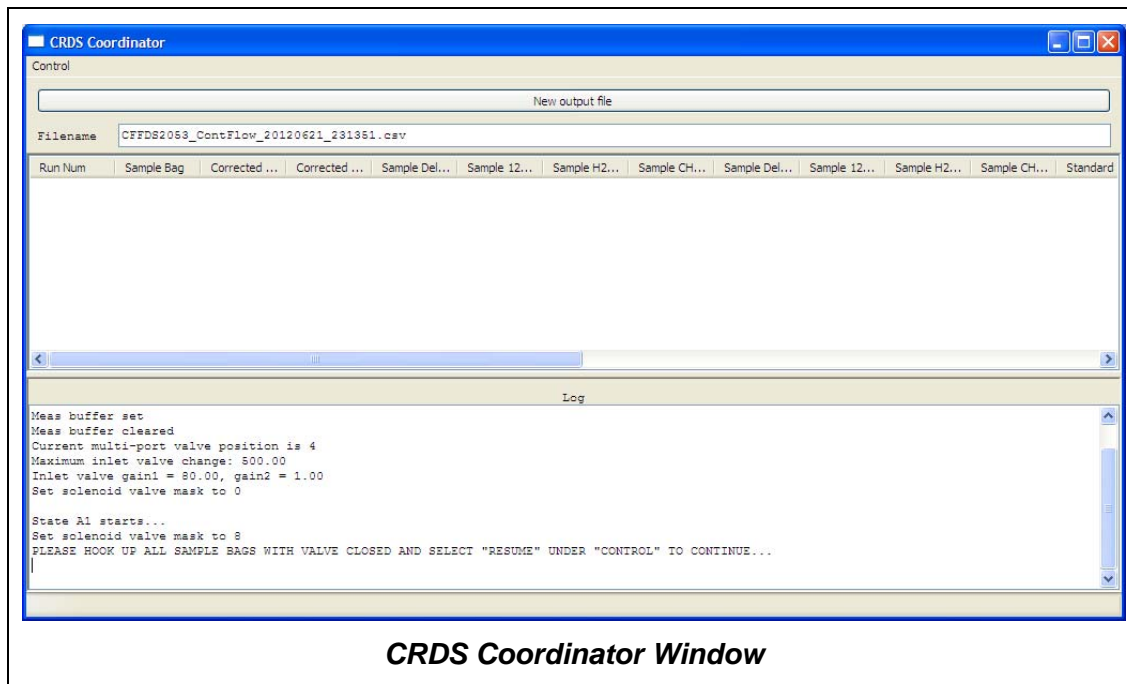 CRDS Coordinator
Control
New output file
Filename CFFDS2053_ContFlow_20120621_231351.csv
Run Num Sample Bag Corrected ... Corrected ... Sample Del... Sample 12... Sample H2... Sample CH... Sample Del... Sample 12... Sample H2... Sample CH... Standard
Log
Meas buffer set
Meas buffer cleared
Current multi-port valve position is 4
Maximum inlet valve change: 500.00
Inlet valve gain1 = 80.00, gain2 = 1.00
Set solenoid valve mask to 0
State A1 starts...
Set solenoid valve mask to 8
PLEASE HOOK UP ALL SAMPLE BAGS WITH VALVE CLOSED AND SELECT "RESUME" UNDER "CONTROL" TO CONTINUE...
CRDS Coordinator Window